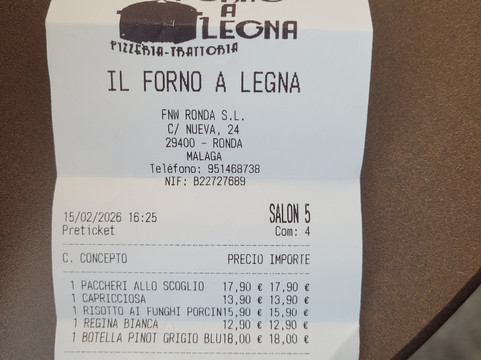 A
LEGNA
PIZZERIA-TRATTORIA
IL FORNO A LEGNA
FNW RONDA S.L.
C/ NUEVA, 24
29400 - RONDA
MALAGA
Teléfono: 951468738
NIF: B22727689
15/02/2026 16:25 SALON 5
Preticket Com: 4
C. CONCEPTO PRECIO IMPORTE
1 PACCHERI ALLO SCOGLIO 17,90 € 17,90 €
1 CAPRICCIOSA 13,90 € 13,90 €
1 RISOTTO AI FUNGHI PORCIN15,90 € 15,90 €
1 REGINA BIANCA 12,90 € 12,90 €
1 BOTELLA PINOT GRIGIO BLU18,00 € 18,00 €